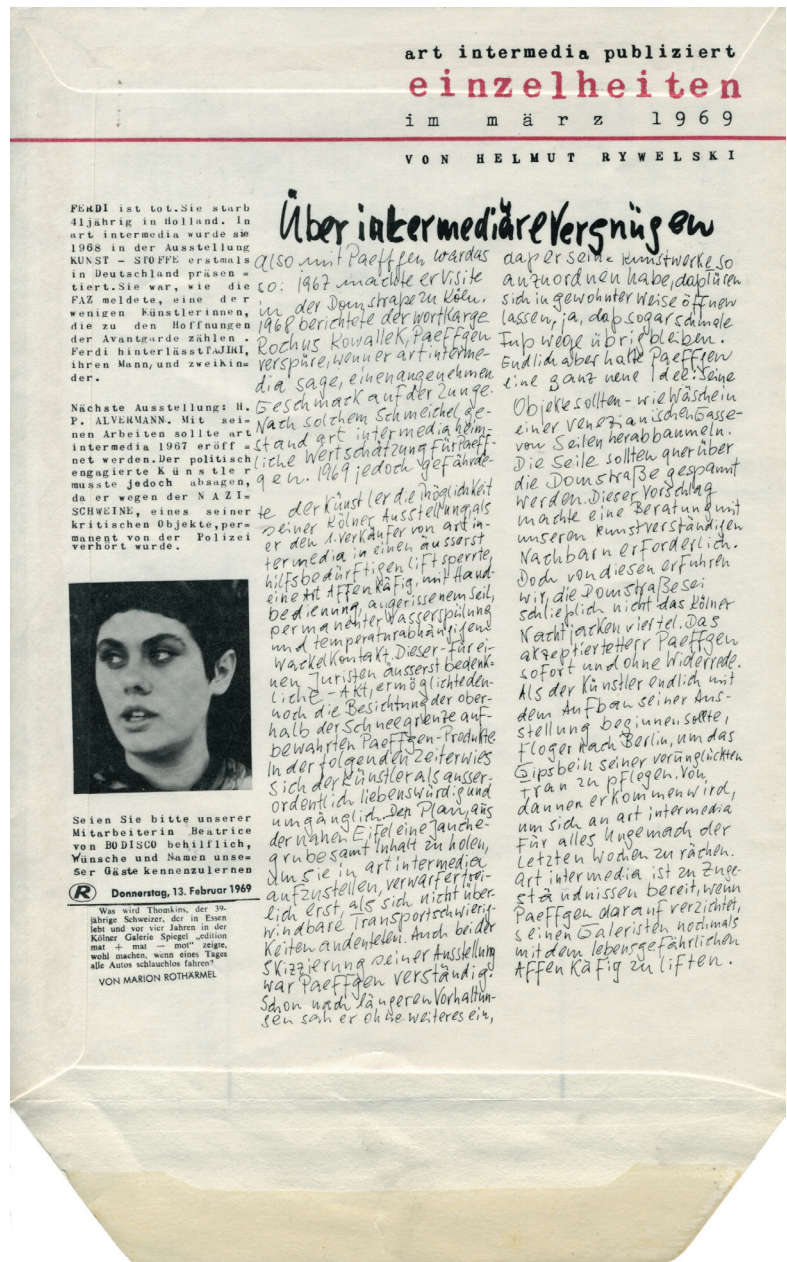 art intermedia publiziert
einzelheiten
im märz 1969
VON HELMUT RYWELSKI
FERDI ist tot. Sie starb
41jährig in Holland. In
art intermedia wurde sie
1968 in der Ausstellung
KUNST - STOFFE erstmals
in Deutschland präsen =
tiert. Sie war, wie die
FAZ meldete, eine der
wenigen Künstlerinnen,
die zu den Hoffnungen
der Avantgarde zählen .
Ferdi hinterlässt TAJIRI,
ihren Mann, und zwei Kin=
der.
Nächste Ausstellung: H.
P. ALVERMANN. Mit sei=
nen Arbeiten sollte art
intermedia 1967 eröff =
net werden. Der politisch
engagierte Künstler
musste jedoch absagen,
da er wegen der NAZI=
SCHWEINE, eines seiner
kritischen Objekte, per=
manent von der Polizei
verhört wurde.
Seien Sie bitte unserer
Mitarbeiterin Beatrice
von BODISCO behilflich,
Wünsche und Namen unse=
ser Gäste kennenzulernen
R Donnerstag, 13. Februar 1969
Was wird Thomkins, der 39-
jährige Schweizer, der in Essen
lebt und vor vier Jahren in der
Kölner Galerie Spiegel „edition
mat + mat — mot" zeigte,
wohl machen, wenn eines Tages
alle Autos schlauchlos fahren?
VON MARION ROTHÄRMEL
Über intermediäre Vergnügen
Also mit Paeffgen war das
so: 1967 machte er Visite
in der Domstraße zu Köln.
1968 berichtete der wortkarge
Rochus Kowallek, Paeffgen
verspüre, wenn er art interme-
dia sage, einen angenehmen
Geschmack auf der Zunge.
Nach solchem Schmeichel ge-
stand art intermedia heim-
liche Wertschätzung für Paeff-
gen. 1969 jedoch gefährde-
te der Künstler die Möglichkeit
seiner Kölner Ausstellung, als
er den 1. Verkäufer von art in-
termedia in einen äusserst
hilfsbedürftigen Lift sperrte,
eine Art Affenkäfig, mit Hand-
bedienung, angerissenem Seil,
permanenter Wasserspülung
und temperaturabhängigem
Wackelkontakt. Dieser - für ei-
nen Juristen äusserst bedenk-
liche - Akt, ermöglichte den-
noch die Besichtnung der ober-
halb der Schneegrenze auf-
bewahrten Paeffgen-Produkte.
In der folgenden Zeit erwies
sich der Künstler als ausser-
ordentlich liebenswürdig und
umgänglich. Den Plan, aus
der nahen Eifel eine Jauche-
grube samt Inhalt zu holen,
um sie in art intermedia
aufzustellen, verwarf er frei-
lich erst, als sich nicht über-
windbare Transportschwierig-
keiten andeuteten. Auch bei der
Skizzierung seiner Ausstellung
war Paeffgen verständig:
Schon nach längeren Vorhaltun-
gen sah er ohne weiteres ein,
daß er seine Kunstwerke so
anzuordnen habe, daß Türen
sich in gewohnter Weise öffnen
lassen, ja, daß sogar schmale
Fußwege übrigbleiben.
Endlich aber hatte Paeffgen
eine ganz neue Idee: Seine
Objekte sollten - wie Wäsche in
einer venezianischen Gasse -
von Seilen herabbaumeln.
Die Seile sollten quer über
die Domstraße gespannt
werden. Dieser Vorschlag
machte eine Beratung mit
unseren kunstverständigen
Nachbarn erforderlich.
Doch von diesen erfuhren
wir, die Domstraße sei
schließlich nicht das Kölner
Nachtjackenviertel. Das
akzeptierte Herr Paeffgen
sofort und ohne Widerrede.
Als der Künstler endlich mit
dem Aufbau seiner Aus-
stellung beginnen sollte,
flog er nach Berlin, um das
Gipsbein seiner verunglückten
Frau zu pflegen. Von
dannen er kommen wird,
um sich an art intermedia
für alles Ungemach der
letzten Wochen zu rächen.
Art intermedia ist zu Zuge-
ständnissen bereit, wenn
Paeffgen darauf verzichtet,
seinen Galeristen nochmals
mit dem lebensgefährlichen
Affenkäfig zu liften.